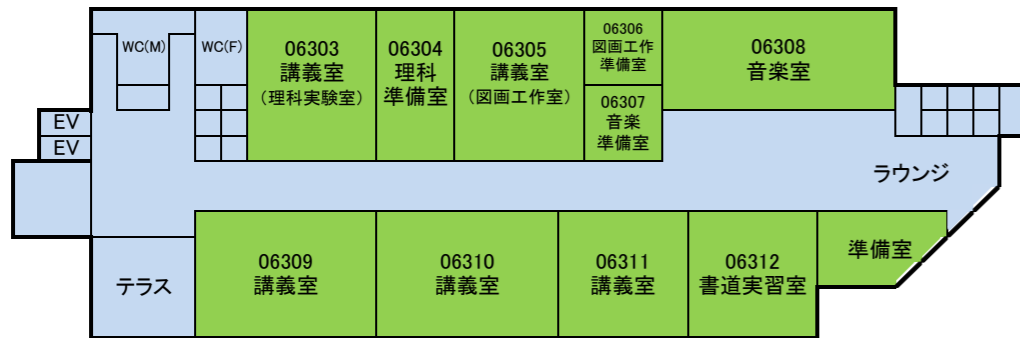 WC(M)
WC(F)
06303
講義室
(理科実験室)
06304
理科
準備室
06305
講義室
(図画工作室)
06306
図画工作
準備室
06307
音楽
準備室
06308
音楽室
EV
EV
ラウンジ
テラス
06309
講義室
06310
講義室
06311
講義室
06312
書道実習室
準備室